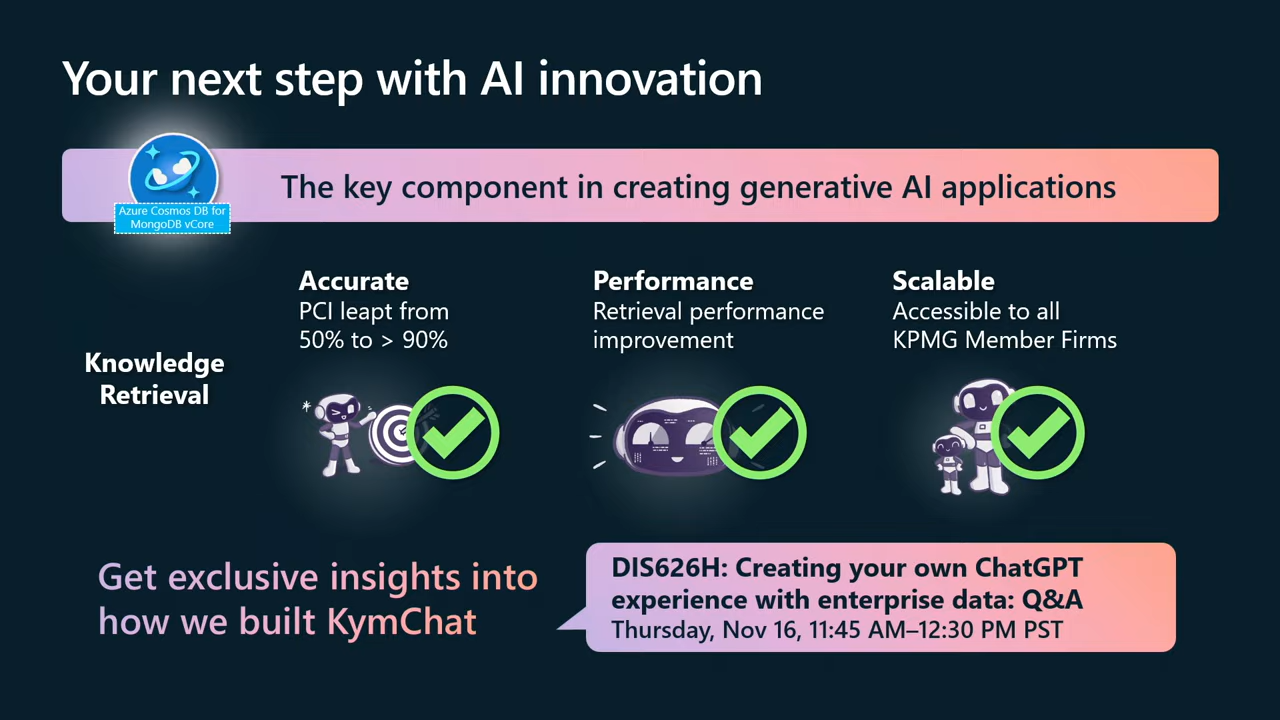 Your next step with AI innovation
The key component in creating generative AI applications
Azure Cosmos DB for
MongoDB vCore
Knowledge
Retrieval
Accurate
PCI leapt from
50% to > 90%
Performance
Retrieval performance
improvement
Scalable
Accessible to all
KPMG Member Firms
Get exclusive insights into
how we built KymChat
DIS626H: Creating your own ChatGPT
experience with enterprise data: Q&A
Thursday, Nov 16, 11:45 AM–12:30 PM PST